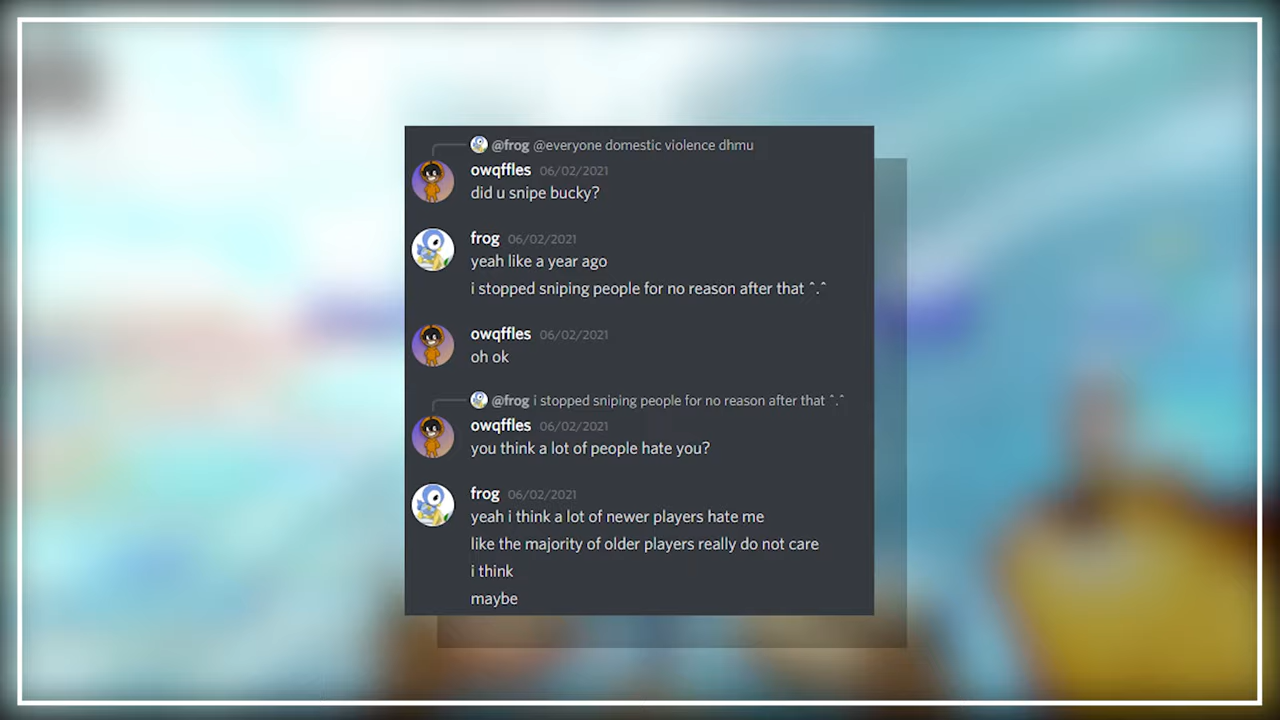 @frog @everyone domestic violence dhmu
owqffles 06/02/2021
did u snipe bucky?
frog 06/02/2021
yeah like a year ago
i stopped sniping people for no reason after that ^.^
owqffles 06/02/2021
oh ok
@frog i stopped sniping people for no reason after that ^.^
owqffles 06/02/2021
you think a lot of people hate you?
frog 06/02/2021
yeah i think a lot of newer players hate me
like the majority of older players really do not care
i think
maybe